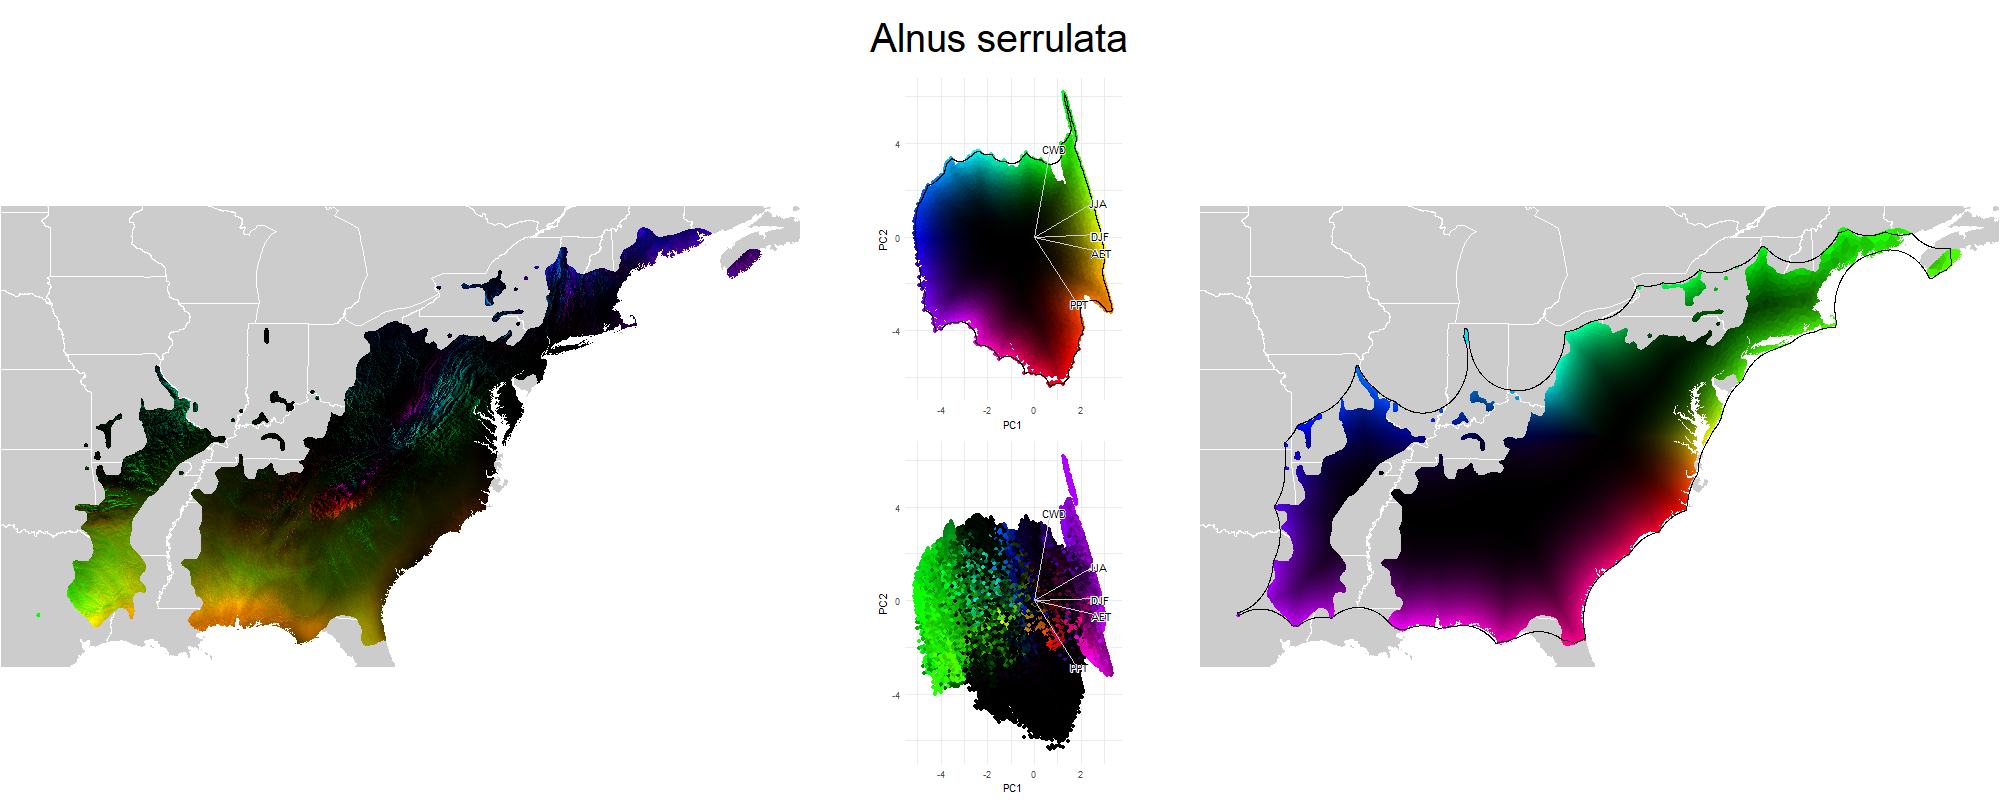 Alnus serrulata
4
CWD
JJA
PC2
0
DJF
AET
PPT
-4
-4
-2
0
2
PC1
4
CWD
JJA
PC2
0
DJF
AET
PPT
-4
-4
-2
0
2
PC1